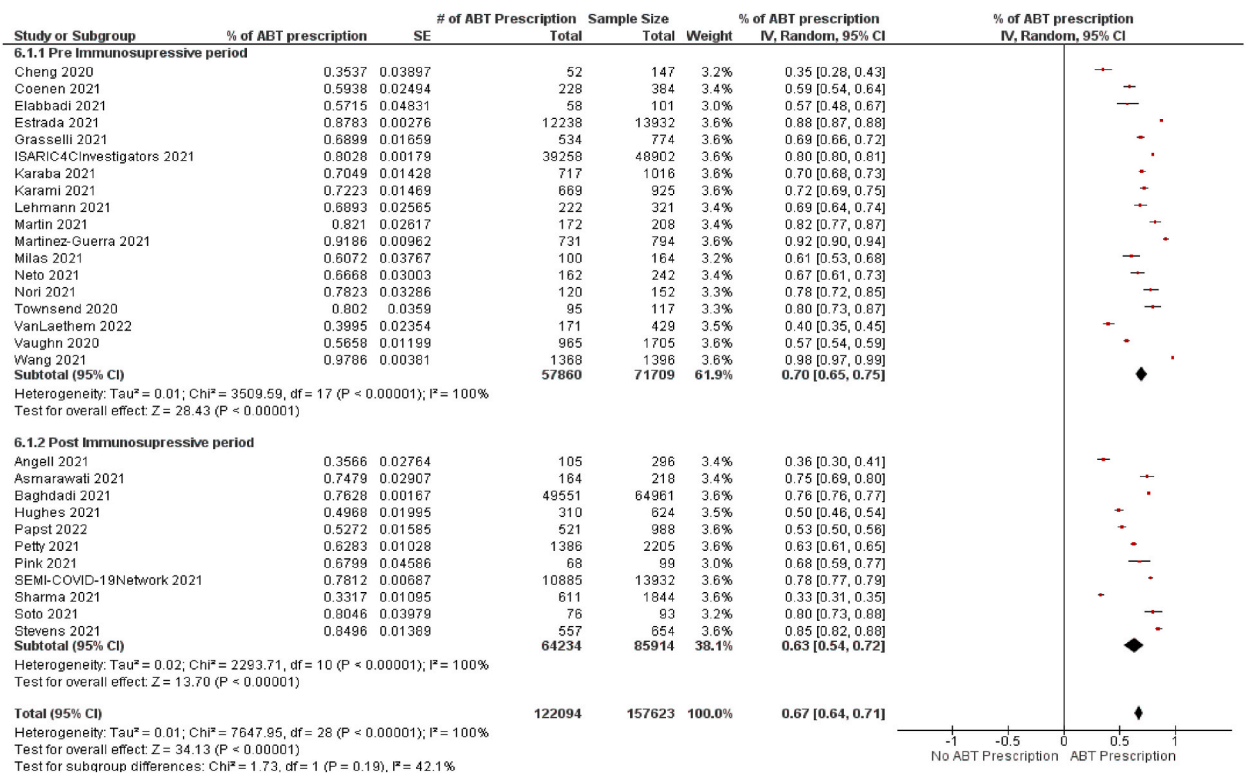 # of ABT Prescription Sample Size % of ABT prescription % of ABT prescription
Study or Subgroup % of ABT prescription SE Total Total Weight IV, Random, 95% CI IV, Random, 95% CI
6.1.1 Pre Immunosupressive period
Cheng 2020 0.3537 0.03897 52 147 3.2% 0.35 [0.28, 0.43]
Coenen 2021 0.5938 0.02494 228 384 3.4% 0.59 [0.54, 0.64]
Elabbadi 2021 0.5715 0.04831 58 101 3.0% 0.57 [0.48, 0.67]
Estrada 2021 0.8783 0.00276 12238 13932 3.6% 0.88 [0.87, 0.88]
Grasselli 2021 0.6899 0.01659 534 774 3.6% 0.69 [0.66, 0.72]
ISARIC4CInvestigators 2021 0.8028 0.00179 39258 48902 3.6% 0.80 [0.80, 0.81]
Karaba 2021 0.7049 0.01428 717 1016 3.6% 0.70 [0.68, 0.73]
Karami 2021 0.7223 0.01469 669 925 3.6% 0.72 [0.69, 0.75]
Lehmann 2021 0.6893 0.02565 222 321 3.4% 0.69 [0.64, 0.74]
Martin 2021 0.821 0.02617 172 208 3.4% 0.82 [0.77, 0.87]
Martinez-Guerra 2021 0.9186 0.00962 731 794 3.6% 0.92 [0.90, 0.94]
Milas 2021 0.6072 0.03767 100 164 3.2% 0.61 [0.53, 0.68]
Neto 2021 0.6668 0.03003 162 242 3.4% 0.67 [0.61, 0.73]
Nori 2021 0.7823 0.03286 120 152 3.3% 0.78 [0.72, 0.85]
Townsend 2020 0.802 0.0359 95 117 3.3% 0.80 [0.73, 0.87]
VanLaethem 2022 0.3995 0.02354 171 429 3.5% 0.40 [0.35, 0.45]
Vaughn 2020 0.5658 0.01199 965 1705 3.6% 0.57 [0.54, 0.59]
Wang 2021 0.9786 0.00381 1368 1396 3.6% 0.98 [0.97, 0.99]
Subtotal (95% CI) 57860 71709 61.9% 0.70 [0.65, 0.75]
Heterogeneity: Tau² = 0.01; Chi² = 3509.59, df = 17 (P < 0.00001); I² = 100%
Test for overall effect: Z = 28.43 (P < 0.00001)
6.1.2 Post Immunosupressive period
Angell 2021 0.3566 0.02764 105 296 3.4% 0.36 [0.30, 0.41]
Asmarawati 2021 0.7479 0.02907 164 218 3.4% 0.75 [0.69, 0.80]
Baghdadi 2021 0.7628 0.00167 49551 64961 3.6% 0.76 [0.76, 0.77]
Hughes 2021 0.4968 0.01995 310 624 3.5% 0.50 [0.46, 0.54]
Papst 2022 0.5272 0.01585 521 988 3.6% 0.53 [0.50, 0.56]
Petty 2021 0.6283 0.01028 1386 2205 3.6% 0.63 [0.61, 0.65]
Pink 2021 0.6799 0.04586 68 99 3.1% 0.68 [0.59, 0.77]
SEMI-COVID-19Network 2021 0.7812 0.00687 10885 13932 3.6% 0.78 [0.77, 0.79]
Sharma 2021 0.3317 0.01095 611 1844 3.6% 0.33 [0.31, 0.35]
Soto 2021 0.8046 0.03979 76 93 3.2% 0.80 [0.73, 0.88]
Stevens 2021 0.8496 0.01389 557 654 3.6% 0.85 [0.82, 0.88]
Subtotal (95% CI) 64234 85914 38.1% 0.63 [0.54, 0.72]
Heterogeneity: Tau² = 0.02; Chi² = 2293.71, df = 10 (P < 0.00001); I² = 100%
Test for overall effect: Z = 13.70 (P < 0.00001)
Total (95% CI) 122094 157623 100.0% 0.67 [0.64, 0.71]
Heterogeneity: Tau² = 0.01; Chi² = 7647.95, df = 28 (P < 0.00001); I² = 100%
Test for overall effect: Z = 34.13 (P < 0.00001)
Test for subgroup differences: Chi² = 1.73, df = 1 (P = 0.19), I² = 42.1%
-1 -0.5 0 0.5 1
No ABT Prescription ABT Prescription